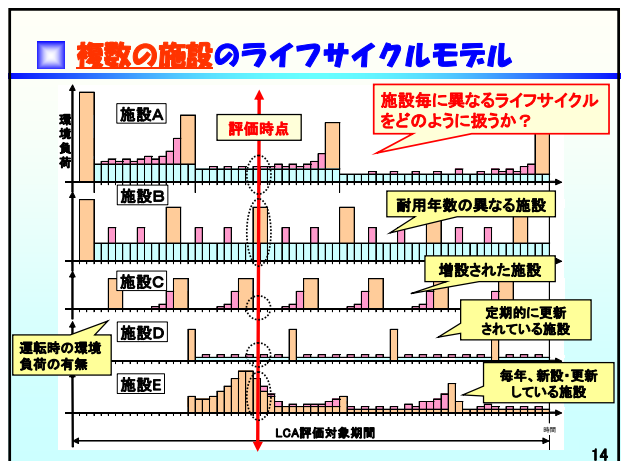 複数の施設のライフサイクルモデル
環境負荷
施設A
評価時点
施設毎に異なるライフサイクル
をどのように扱うか？
施設B
耐用年数の異なる施設
増設された施設
施設C
定期的に更新
されている施設
施設D
運転時の環境
負荷の有無
毎年、新設・更新
している施設
施設E
LCA評価対象期間
時間
14